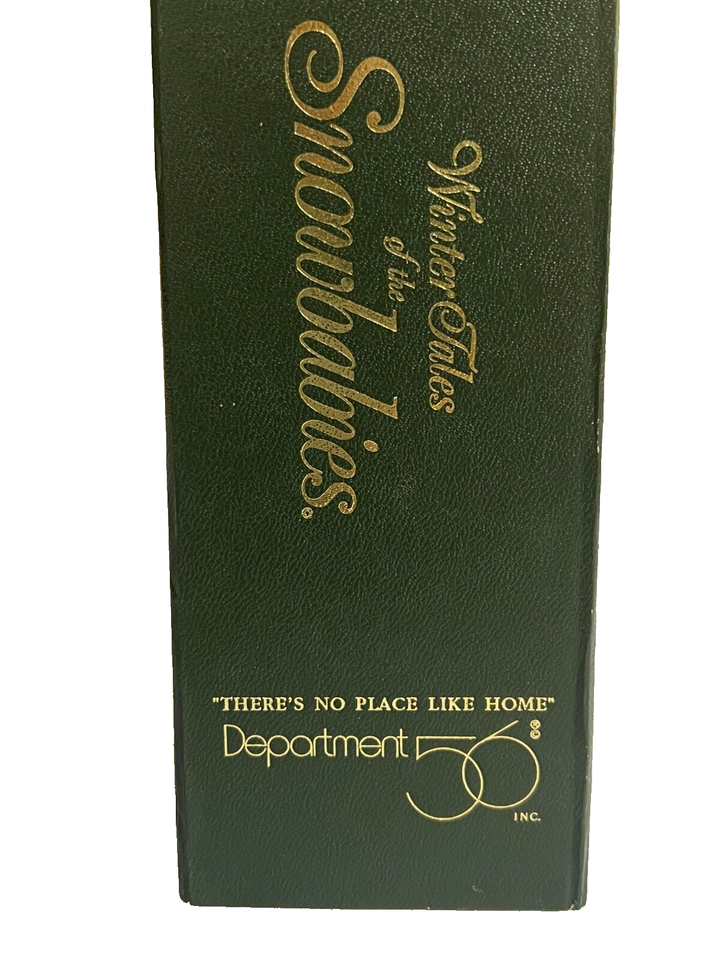 Winter Tales
of the
Snowbabies®
"THERE'S NO PLACE LIKE HOME"
Department 56 ®©
INC.